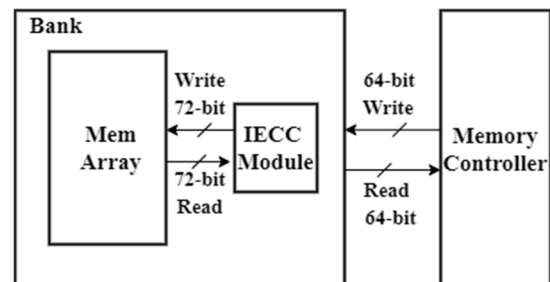 Bank
Mem
Array
Write
72-bit
72-bit
Read
IECC
Module
64-bit
Write
Read
64-bit
Memory
Controller